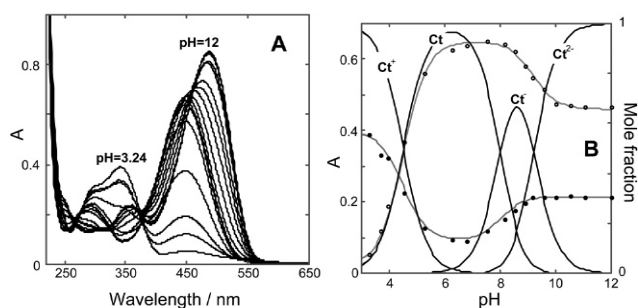 A
pH=12
pH=3.24
0.8
0.4
0
A
250
350
450
550
650
Wavelength / nm
B
Ct⁺
Ct
Ct⁻
Ct²⁻
0.6
0.4
0.2
0
A
4
6
8
10
12
pH
1
0
Mole fraction